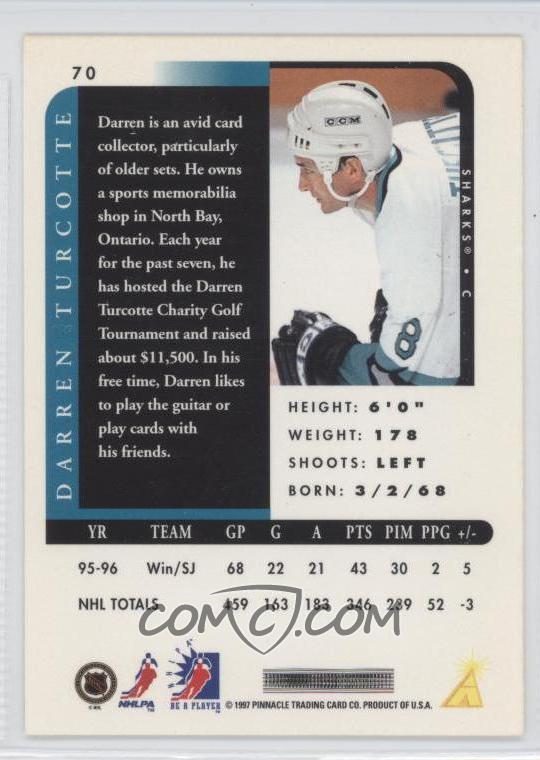 70
DARREN TURCOTTE
Darren is an avid card
collector, particularly
of older sets. He owns
a sports memorabilia
shop in North Bay,
Ontario. Each year
for the past seven, he
has hosted the Darren
Turcotte Charity Golf
Tournament and raised
about $11,500. In his
free time, Darren likes
to play the guitar or
play cards with
his friends.
CCM
8
SHARKS® • C
HEIGHT: 6'0"
WEIGHT: 178
SHOOTS: LEFT
BORN: 3/2/68
YR TEAM GP G A PTS PIM PPG +/-
95-96 Win/SJ 68 22 21 43 30 2 5
NHL TOTALS 459 163 183 346 239 52 -3
COMC.COM
NHLPA
BE A PLAYER
© 1997 PINNACLE TRADING CARD CO. PRODUCT OF U.S.A.